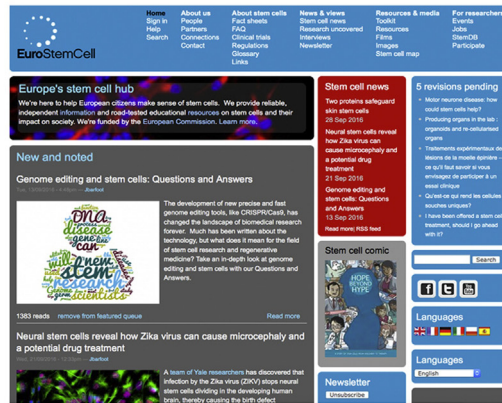 EuroStemCell
Home
Sign in
Help
Search
About us
People
Partners
Connections
Contact
About stem cells
Fact sheets
FAQ
Clinical trials
Regulations
Glossary
Links
News & views
Stem cell news
Research uncovered
Interviews
Newsletter
Resources & media
Toolkit
Resources
Films
Images
Stem cell map
For researchers
Events
Jobs
StemDB
Participate
Europe's stem cell hub
We're here to help European citizens make sense of stem cells. We provide reliable,
independent information and road-tested educational resources on stem cells and their
impact on society. We're funded by the European Commission. Learn more.
New and noted
Genome editing and stem cells: Questions and Answers
Jbarfoot
DNA
disease
gene
can
will
new
stem
research
scientists
The development of new precise and fast
genome editing tools, like CRISPR/Cas9, has
changed the landscape of biomedical research
forever. Much has been written about the
technology, but what does it mean for the field
of stem cell research and regenerative
medicine? Take an in-depth look at genome
editing and stem cells with our Questions and
Answers.
1383 reads
remove from featured queue
Read more
Neural stem cells reveal how Zika virus can cause microcephaly and
a potential drug treatment
Jbarfoot
A team of Yale researchers has discovered that
infection by the Zika virus (ZIKV) stops neural
stem cells dividing in the developing human
brain, thereby causing the birth defect
Stem cell news
Two proteins safeguard
skin stem cells
26 Sep 2016
Neural stem cells reveal
how Zika virus can
cause microcephaly and
a potential drug
treatment
21 Sep 2016
Genome editing and
stem cells: Questions
and Answers
13 Sep 2016
Read more; RSS feed
Stem cell comic
HOPE
BEYOND
HYPE
Newsletter
Unsubscribe
5 revisions pending
Motor neurone disease: how
could stem cells help?
Producing organs in the lab :
organoids and re-cellularised
organs
Traitements expérimentaux de
lésions de la moelle épinière –
ce qu'il faut savoir si vous
envisagez de participer à un
essai clinique
Qu'est-ce qui rend les cellules
souches uniques?
I have been offered a stem cell
treatment, should I go ahead
with it?
Search
Languages
Languages
English